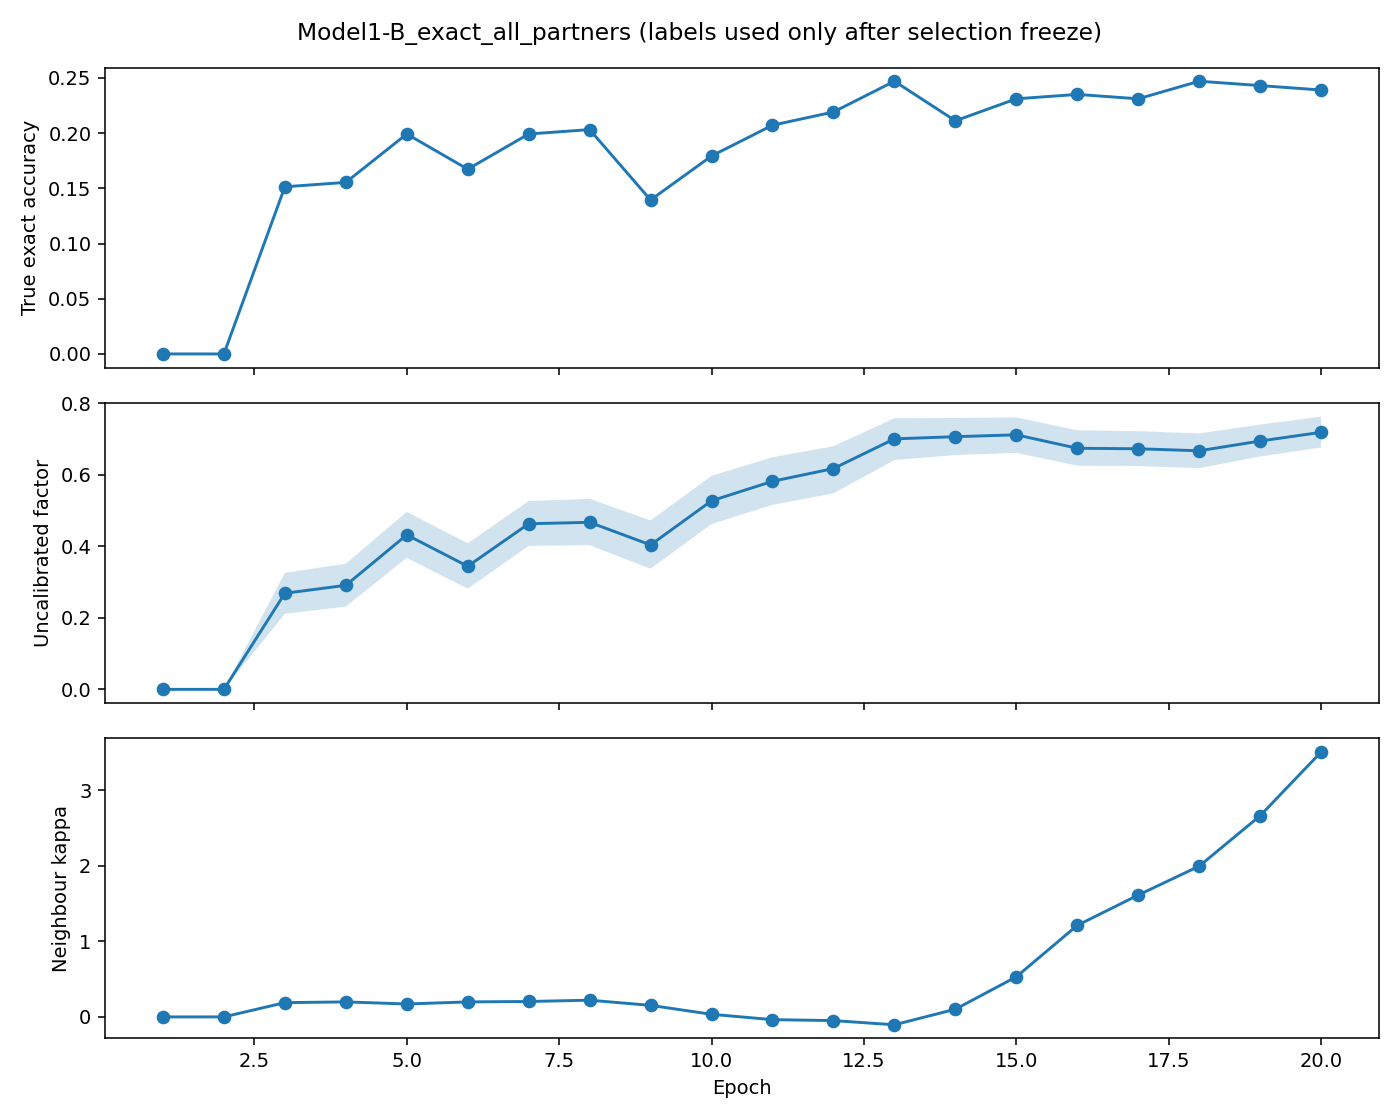 Model1-B_exact_all_partners (labels used only after selection freeze)
True exact accuracy
0.25
0.20
0.15
0.10
0.05
0.00
Uncalibrated factor
0.8
0.6
0.4
0.2
0.0
Neighbour kappa
3
2
1
0
2.5 5.0 7.5 10.0 12.5 15.0 17.5 20.0
Epoch